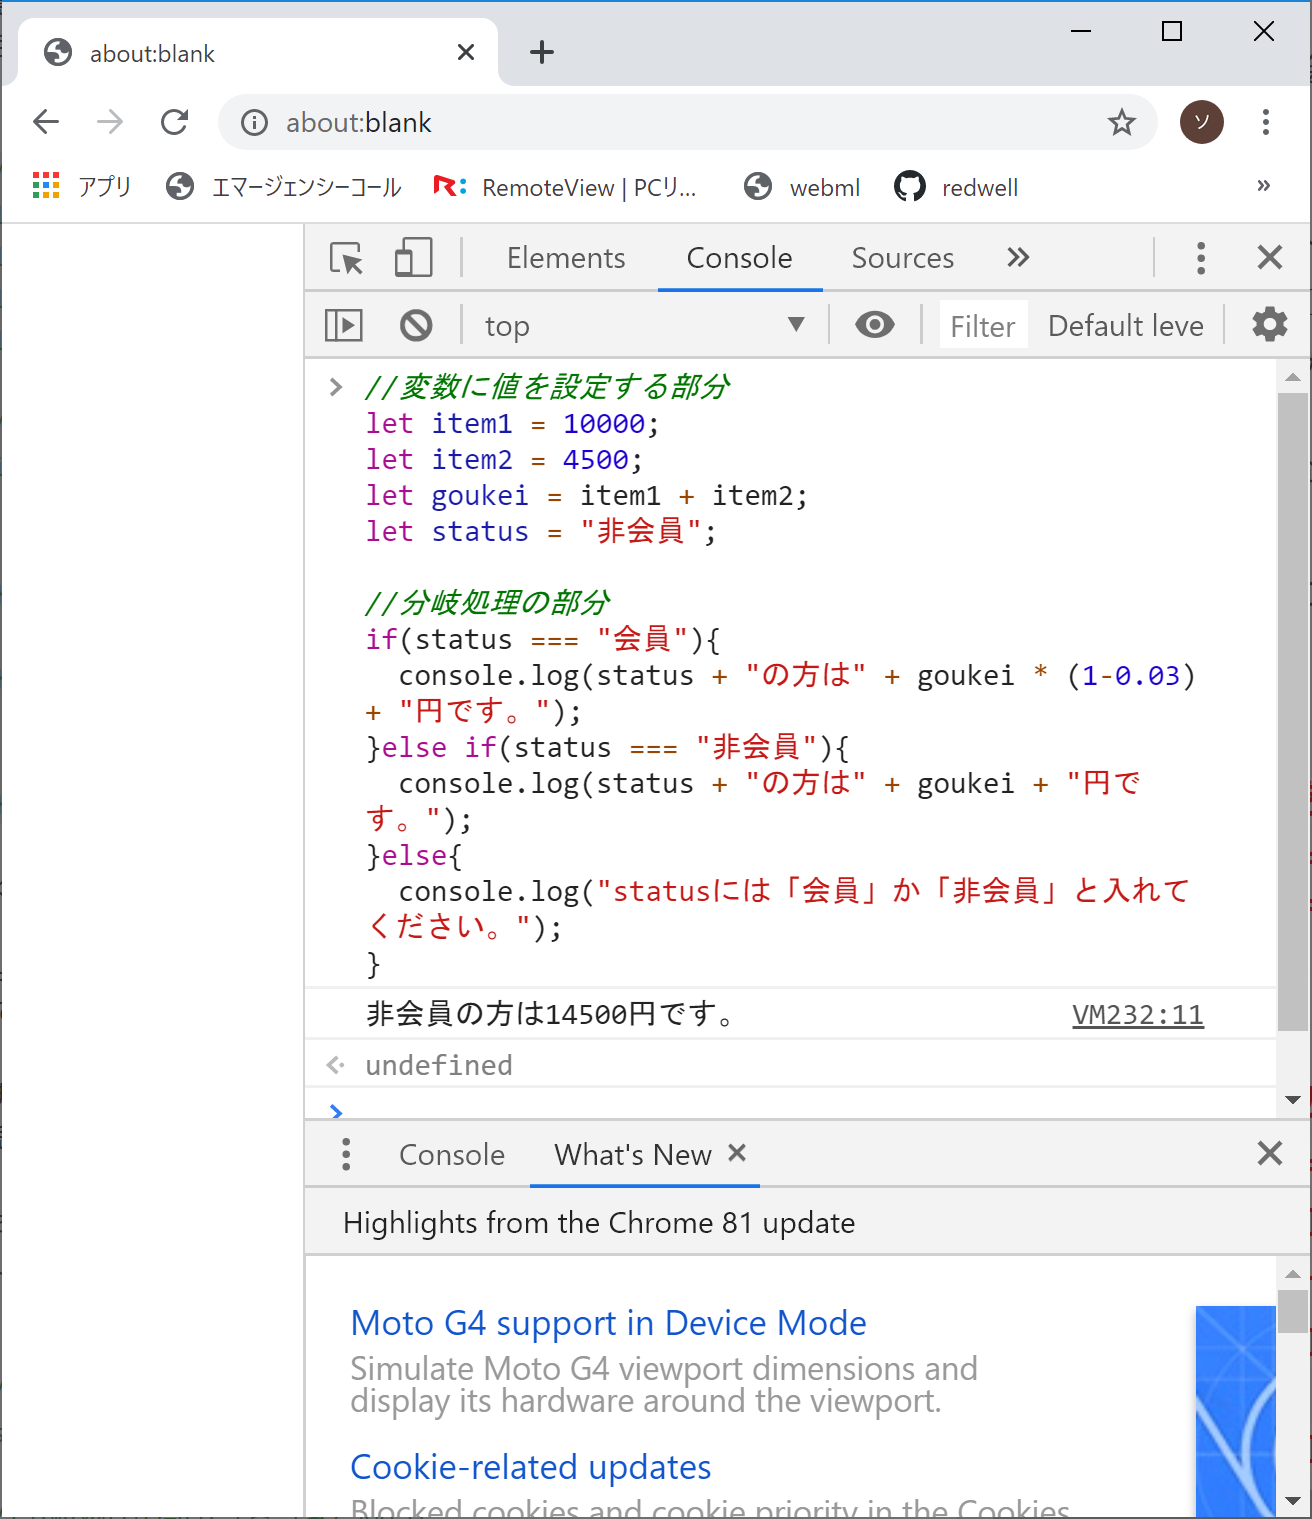 about:blank
about:blank
ソ
アプリ エマージェンシーコール RemoteView | PCリ... webml redwell »
Elements Console Sources »
top Filter Default leve
//変数に値を設定する部分
let item1 = 10000;
let item2 = 4500;
let goukei = item1 + item2;
let status = "非会員";
//分岐処理の部分
if(status === "会員"){
console.log(status + "の方は" + goukei * (1-0.03)
+ "円です。");
}else if(status === "非会員"){
console.log(status + "の方は" + goukei + "円で
す。");
}else{
console.log("statusには「会員」か「非会員」と入れて
ください。");
}
非会員の方は14500円です。 VM232:11
undefined
Console What's New
Highlights from the Chrome 81 update
Moto G4 support in Device Mode
Simulate Moto G4 viewport dimensions and
display its hardware around the viewport.
Cookie-related updates
Blocked cookies and cookie priority in the Cookies